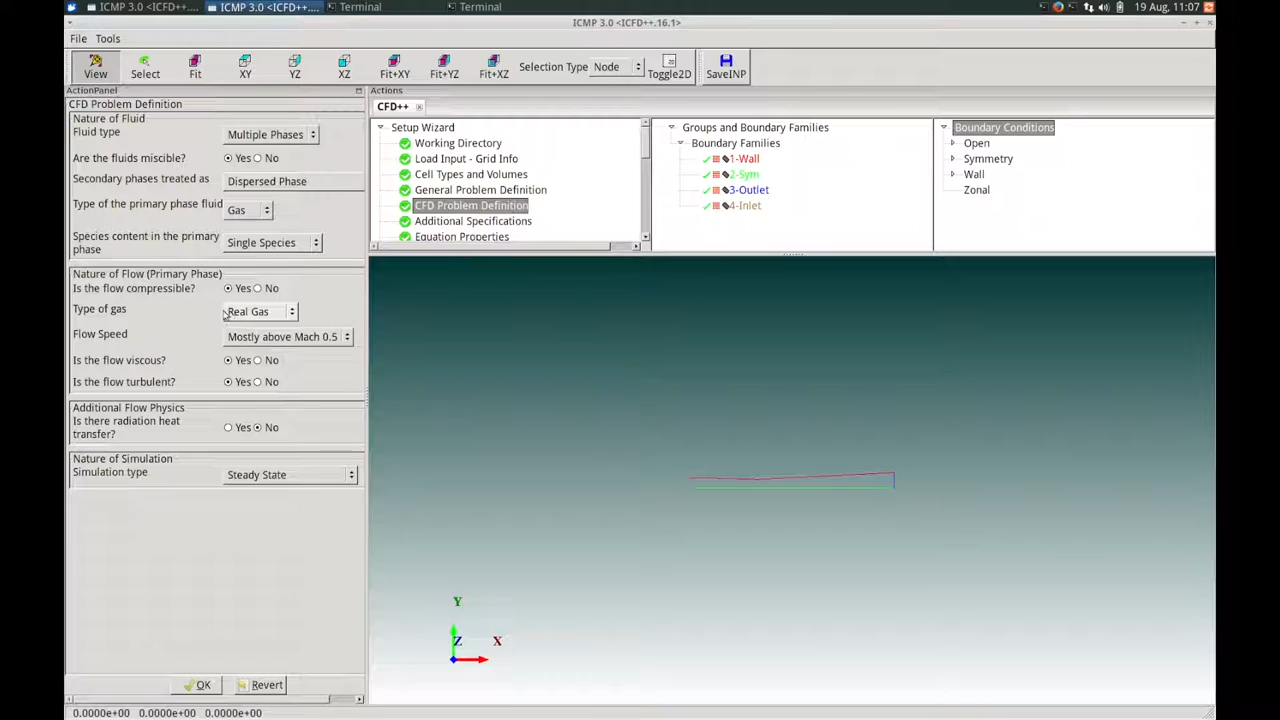 ICMP 3.0 <ICFD++.... ICMP 3.0 <ICFD++.... Terminal Terminal 19 Aug, 11:07
ICMP 3.0 <ICFD++.16.1>
File Tools
View Select Fit XY YZ XZ Fit+XY Fit+YZ Fit+XZ Selection Type Node Toggle2D SaveINP
ActionPanel
CFD Problem Definition
Nature of Fluid
Fluid type Multiple Phases
Are the fluids miscible? Yes No
Secondary phases treated as Dispersed Phase
Type of the primary phase fluid Gas
Species content in the primary
phase
Single Species
Nature of Flow (Primary Phase)
Is the flow compressible? Yes No
Type of gas Real Gas
Flow Speed Mostly above Mach 0.5
Is the flow viscous? Yes No
Is the flow turbulent? Yes No
Additional Flow Physics
Is there radiation heat
transfer?
Yes No
Nature of Simulation
Simulation type Steady State
OK Revert
Actions
CFD++
Setup Wizard
Working Directory
Load Input - Grid Info
Cell Types and Volumes
General Problem Definition
CFD Problem Definition
Additional Specifications
Equation Properties
Groups and Boundary Families
Boundary Families
1-Wall
2-Sym
3-Outlet
4-Inlet
Boundary Conditions
Open
Symmetry
Wall
Zonal
Y
Z X
0.0000e+00 0.0000e+00 0.0000e+00